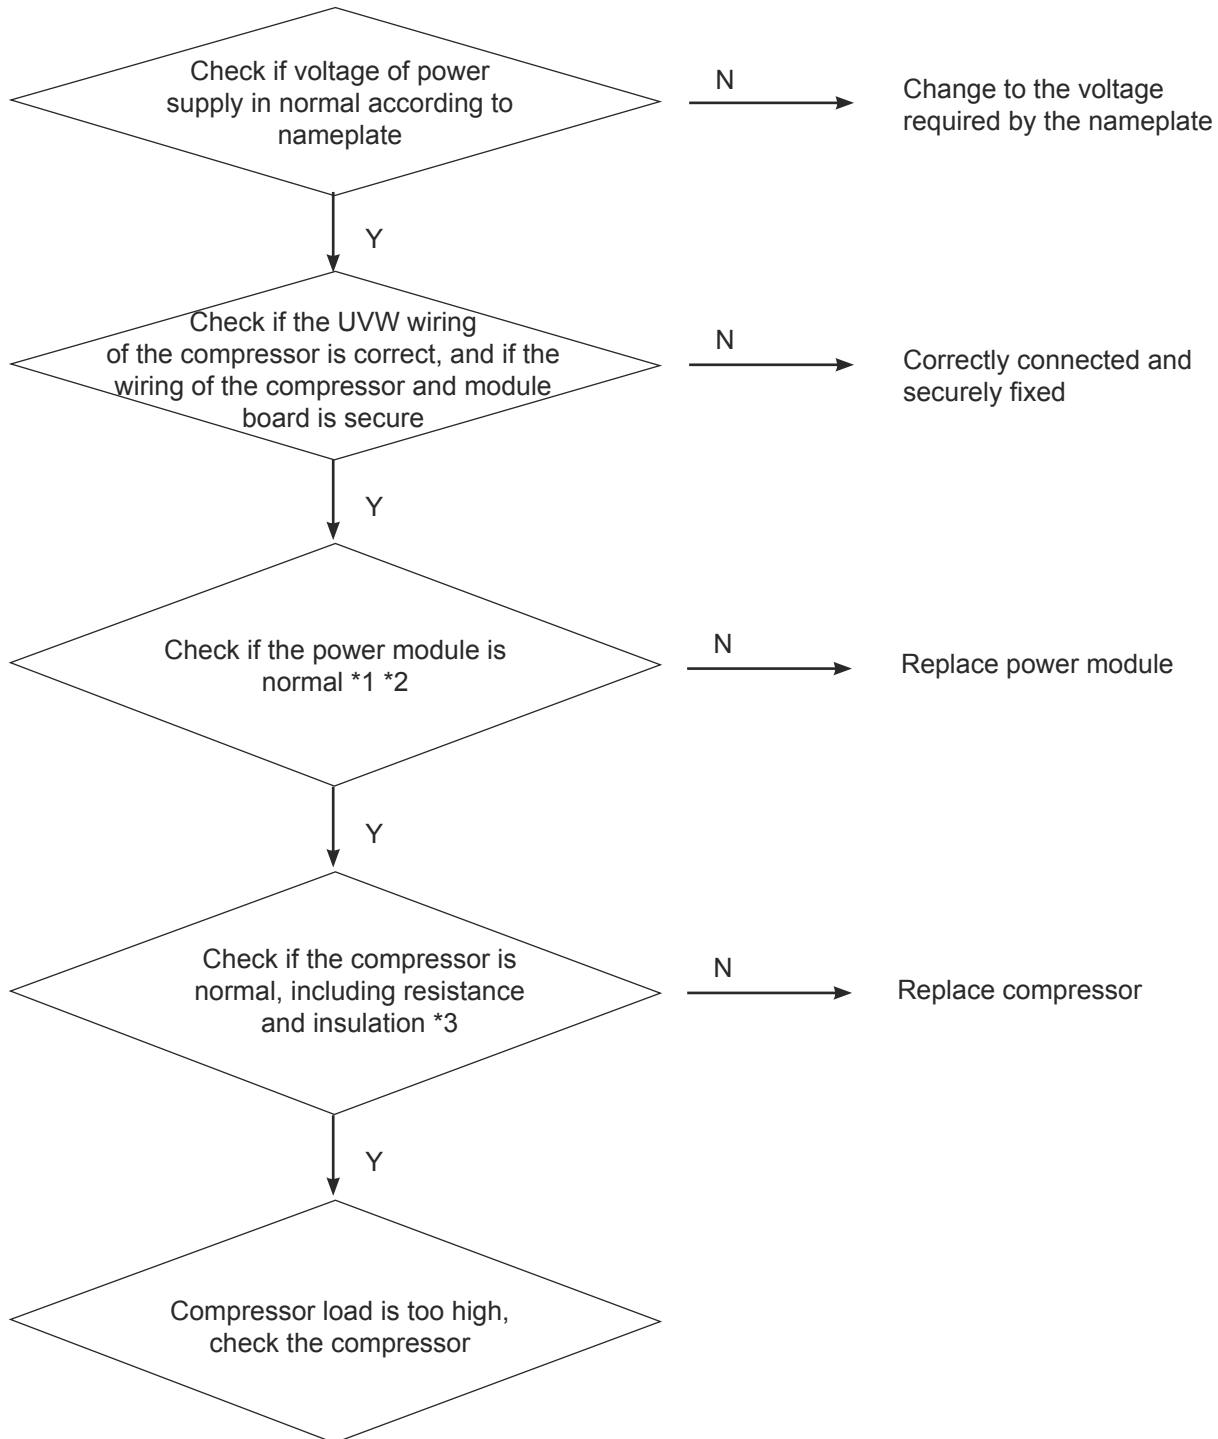 Check if voltage of power
supply in normal according to
nameplate
N
Change to the voltage
required by the nameplate
Y
Check if the UVW wiring
of the compressor is correct, and if the
wiring of the compressor and module
board is secure
N
Correctly connected and
securely fixed
Y
Check if the power module is
normal *1 *2
N
Replace power module
Y
Check if the compressor is
normal, including resistance
and insulation *3
N
Replace compressor
Y
Compressor load is too high,
check the compressor